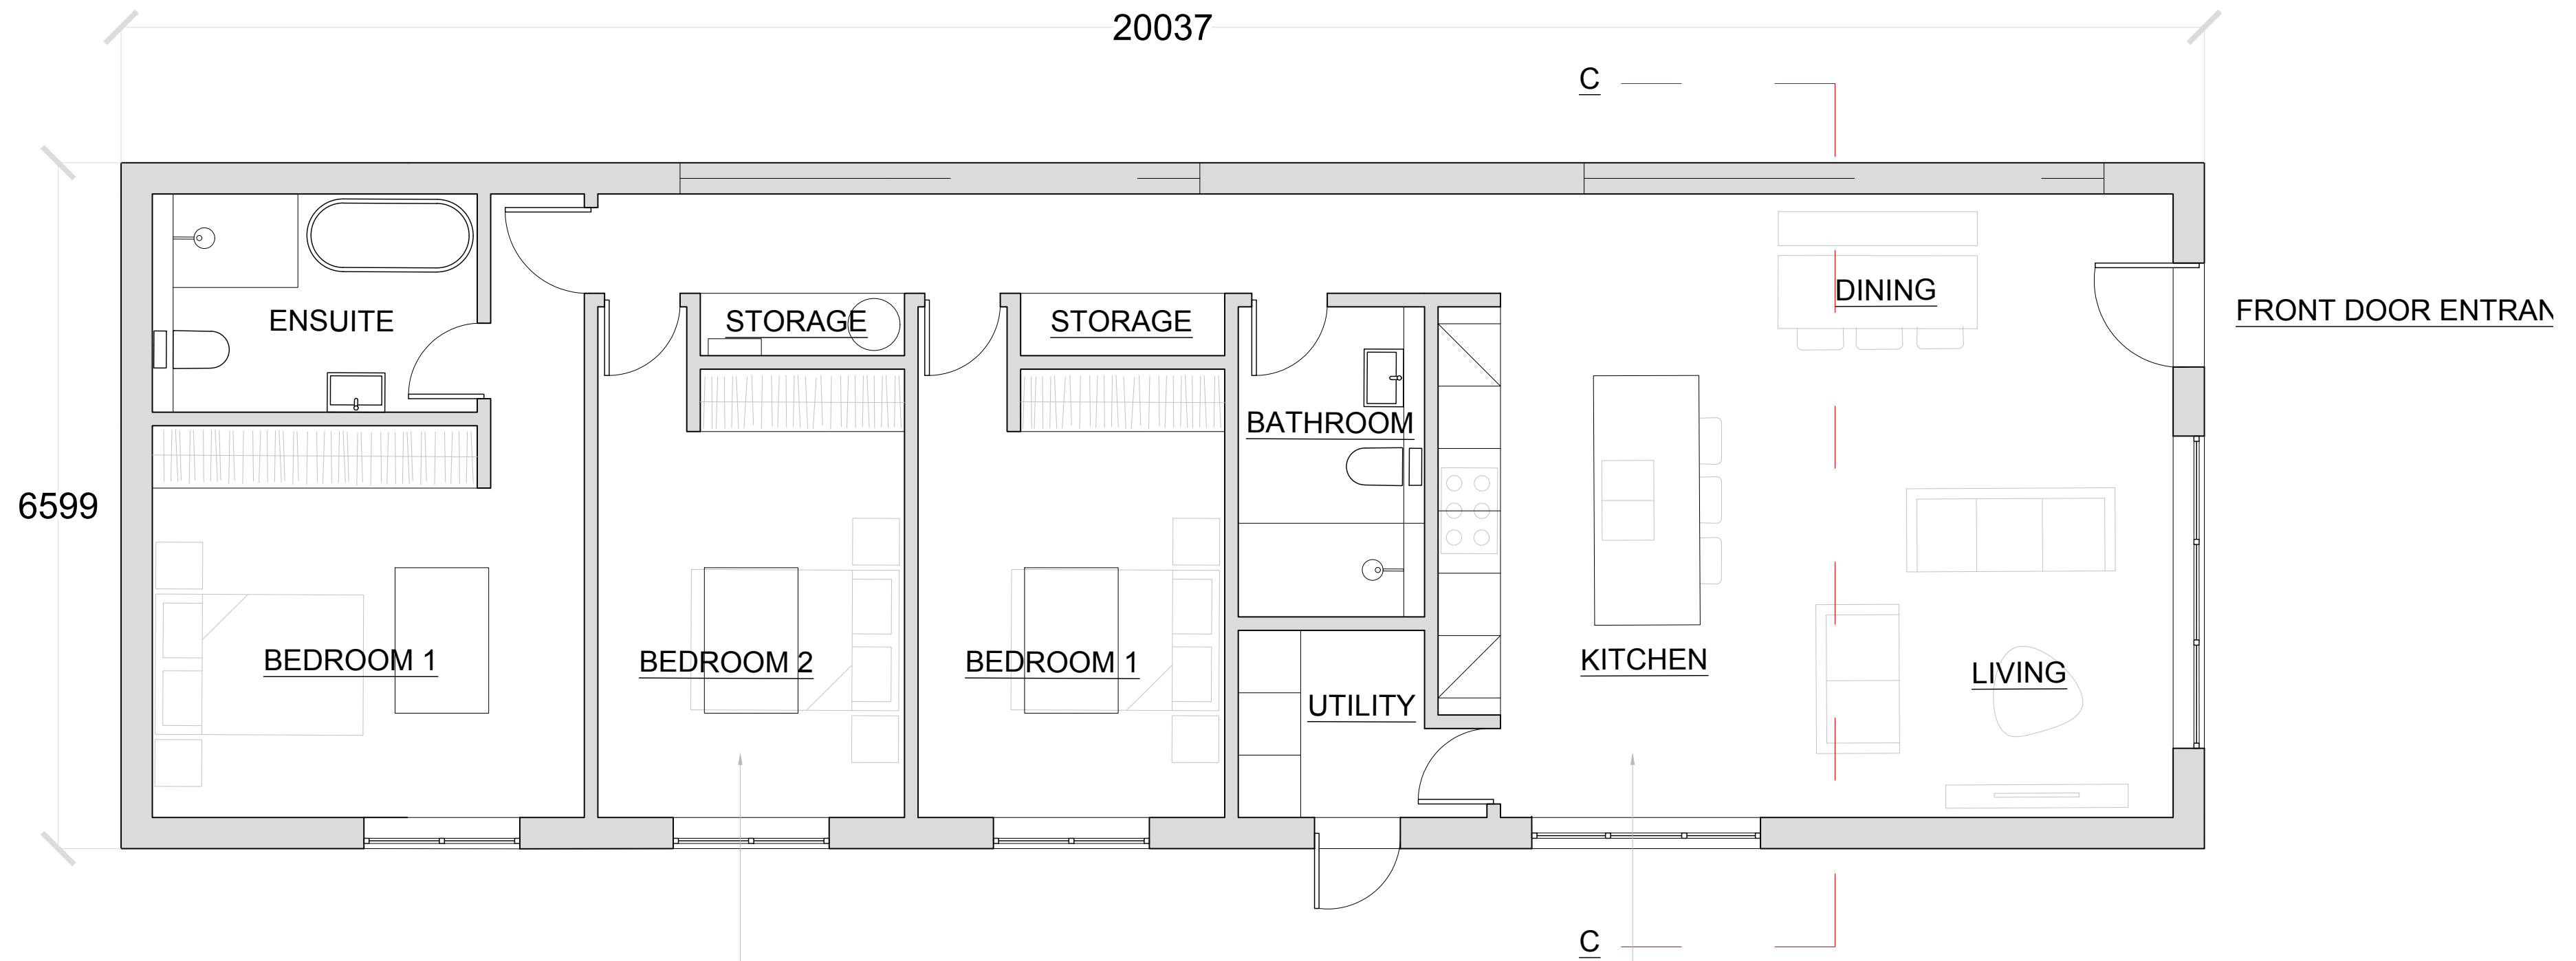 20037
C
FRONT DOOR ENTRAN
DINING
ENSUITE
STORAGE
STORAGE
BATHROOM
6599
BEDROOM 1
BEDROOM 2
BEDROOM 1
KITCHEN
LIVING
UTILITY
C